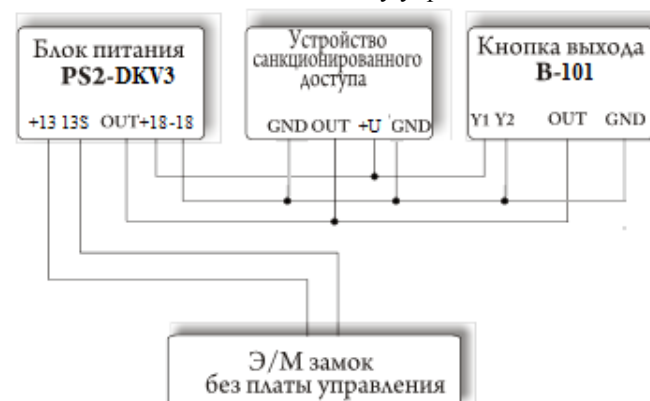 Блок питания
PS2-DKV3
+13 13S OUT+18-18
Устройство
санкционированного
доступа
GND OUT +U GND
Кнопка выхода
B-101
Y1 Y2 OUT GND
Э/М замок
без платы управления